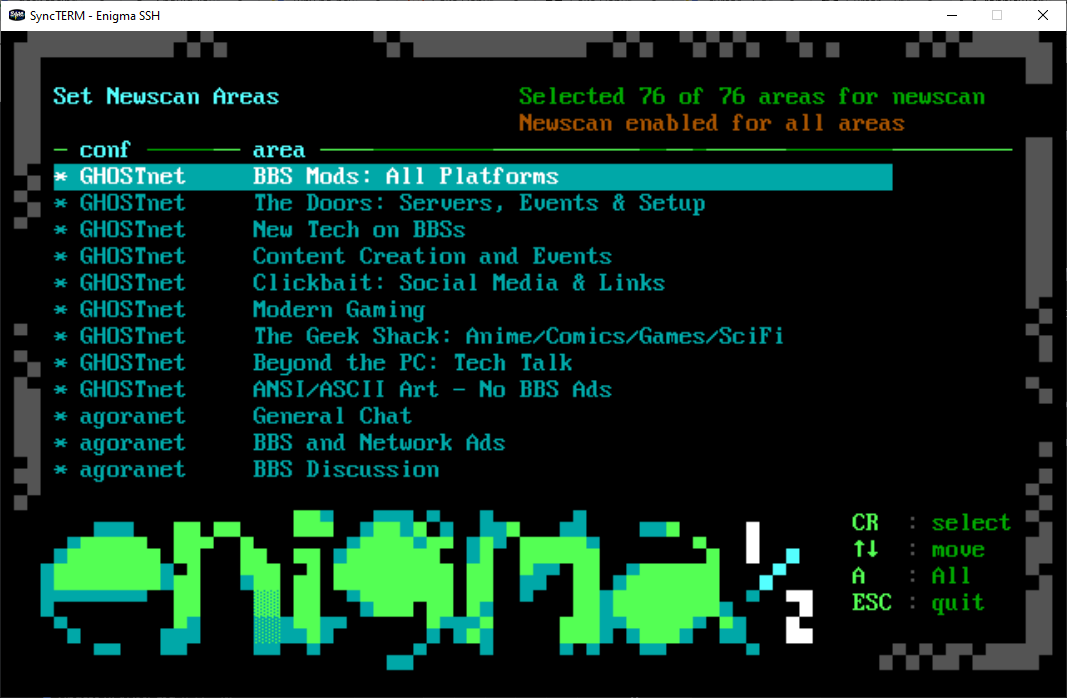 SyncTERM - Enigma SSH
Set Newscan Areas
Selected 76 of 76 areas for newscan
Newscan enabled for all areas
conf area
* GHOSTnet BBS Mods: All Platforms
* GHOSTnet The Doors: Servers, Events & Setup
* GHOSTnet New Tech on BBSs
* GHOSTnet Content Creation and Events
* GHOSTnet Clickbait: Social Media & Links
* GHOSTnet Modern Gaming
* GHOSTnet The Geek Shack: Anime/Comics/Games/SciFi
* GHOSTnet Beyond the PC: Tech Talk
* GHOSTnet ANSI/ASCII Art - No BBS Ads
* agoranet General Chat
* agoranet BBS and Network Ads
* agoranet BBS Discussion
enigma 1/2
CR : select
↑↓ : move
A : All
ESC : quit